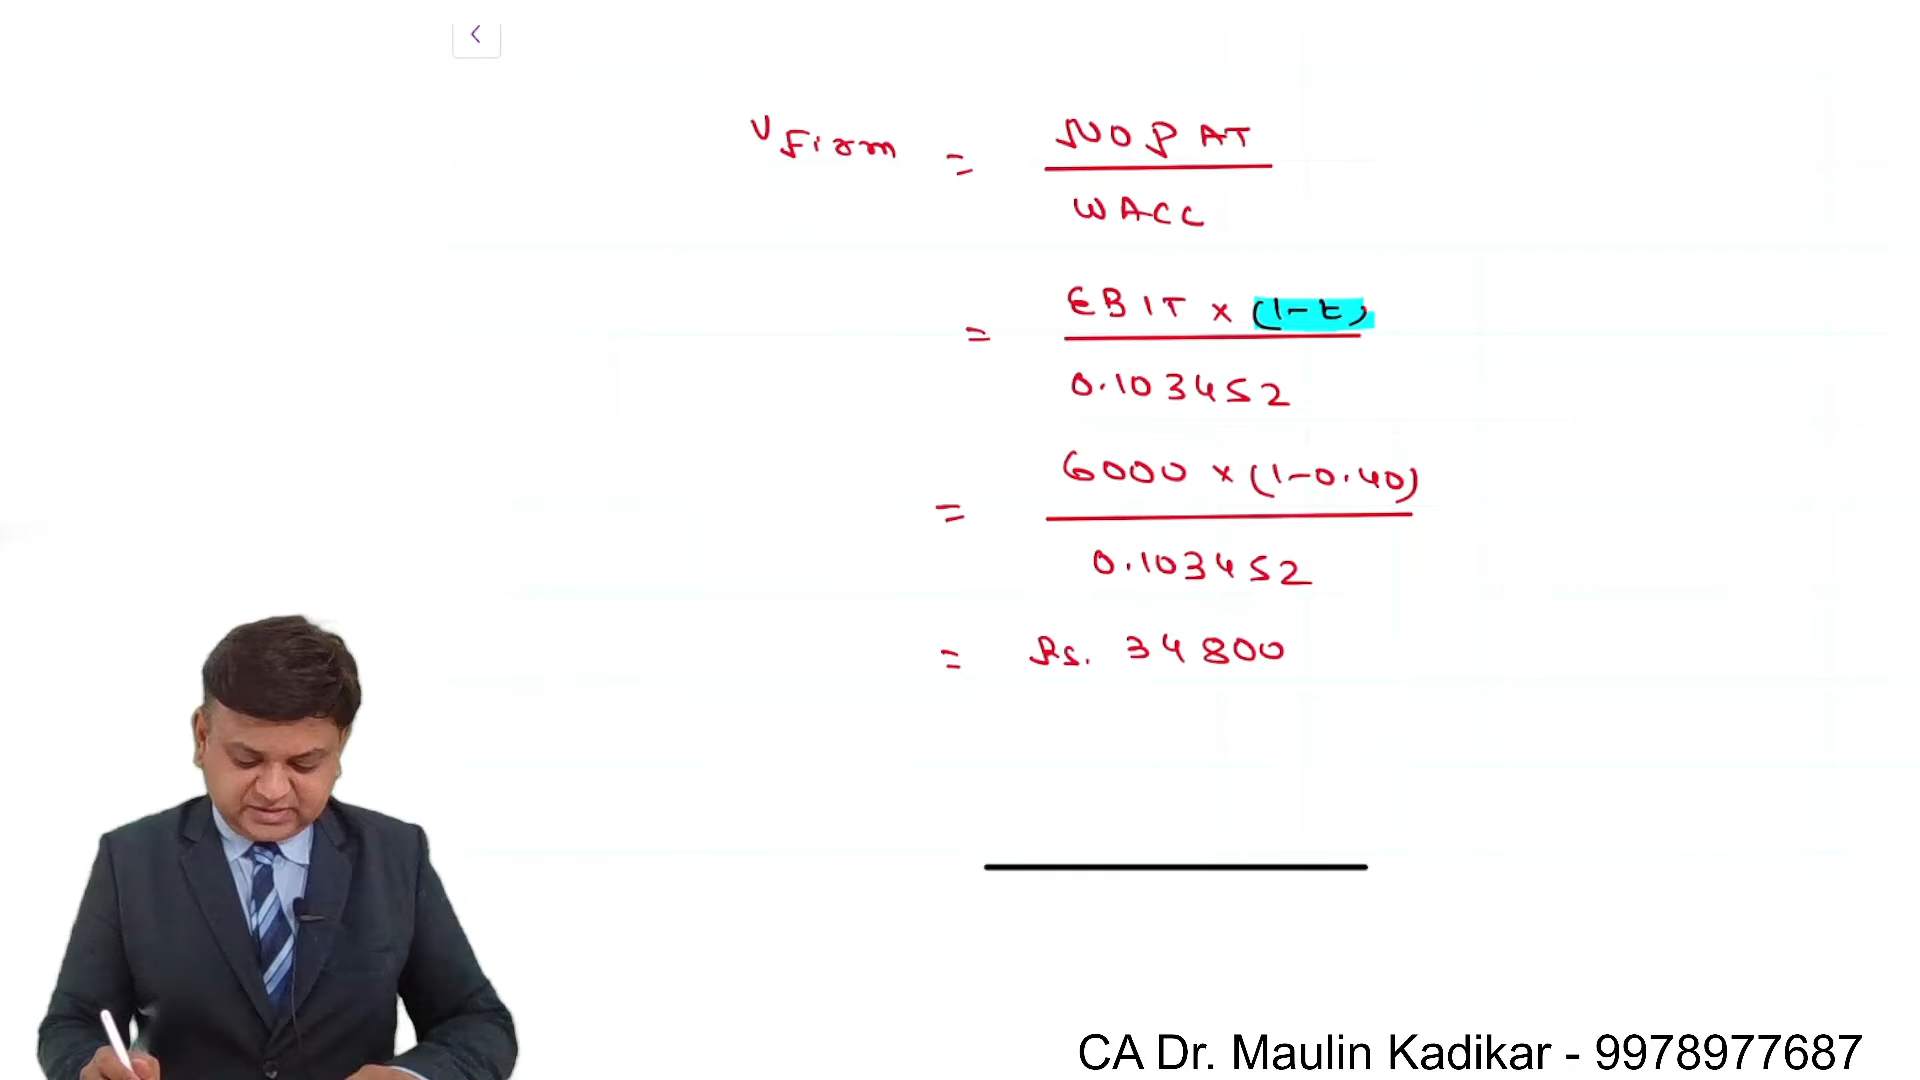 V Firm = NOPAT
WACC
= EBIT × (1-t)
0.103452
= 6000 × (1-0.40)
0.103452
= Rs. 34800
CA Dr. Maulin Kadikar - 9978977687